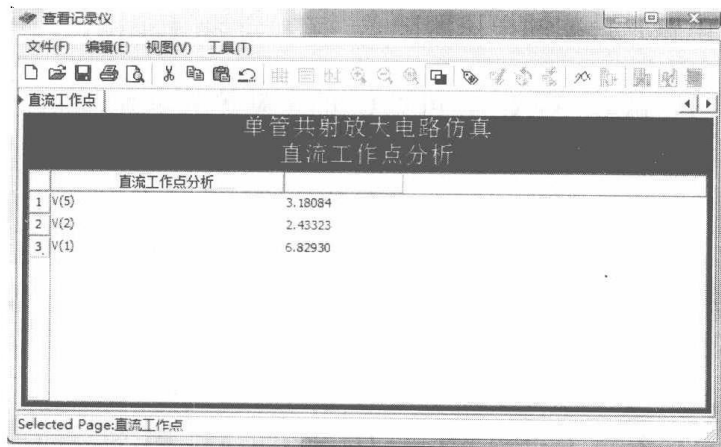 查看记录仪
文件(F) 编辑(E) 视图(V) 工具(T)
直流工作点
单管共射放大电路仿真
直流工作点分析
直流工作点分析
1 V(5) 3.18084
2 V(2) 2.43323
3 V(1) 6.82930
Selected Page:直流工作点